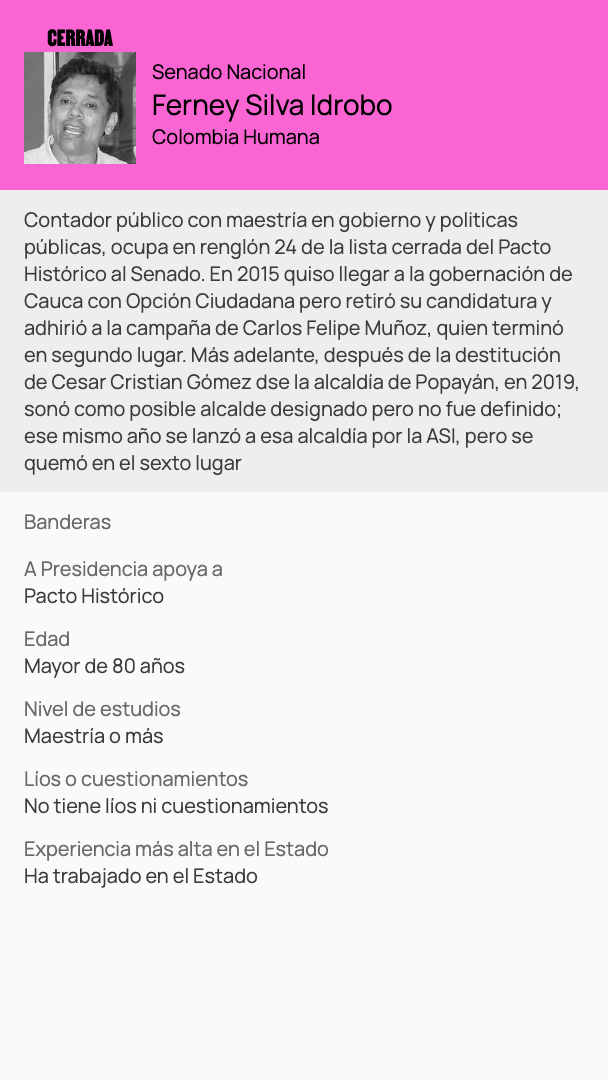 CERRADA
Senado Nacional
Ferney Silva Idrobo
Colombia Humana
Contador público con maestría en gobierno y politicas
públicas, ocupa en renglón 24 de la lista cerrada del Pacto
Histórico al Senado. En 2015 quiso llegar a la gobernación de
Cauca con Opción Ciudadana pero retiró su candidatura y
adhirió a la campaña de Carlos Felipe Muñoz, quien terminó
en segundo lugar. Más adelante, después de la destitución
de Cesar Cristian Gómez dse la alcaldía de Popayán, en 2019,
sonó como posible alcalde designado pero no fue definido;
ese mismo año se lanzó a esa alcaldía por la ASI, pero se
quemó en el sexto lugar
Banderas
A Presidencia apoya a
Pacto Histórico
Edad
Mayor de 80 años
Nivel de estudios
Maestría o más
Líos o cuestionamientos
No tiene líos ni cuestionamientos
Experiencia más alta en el Estado
Ha trabajado en el Estado